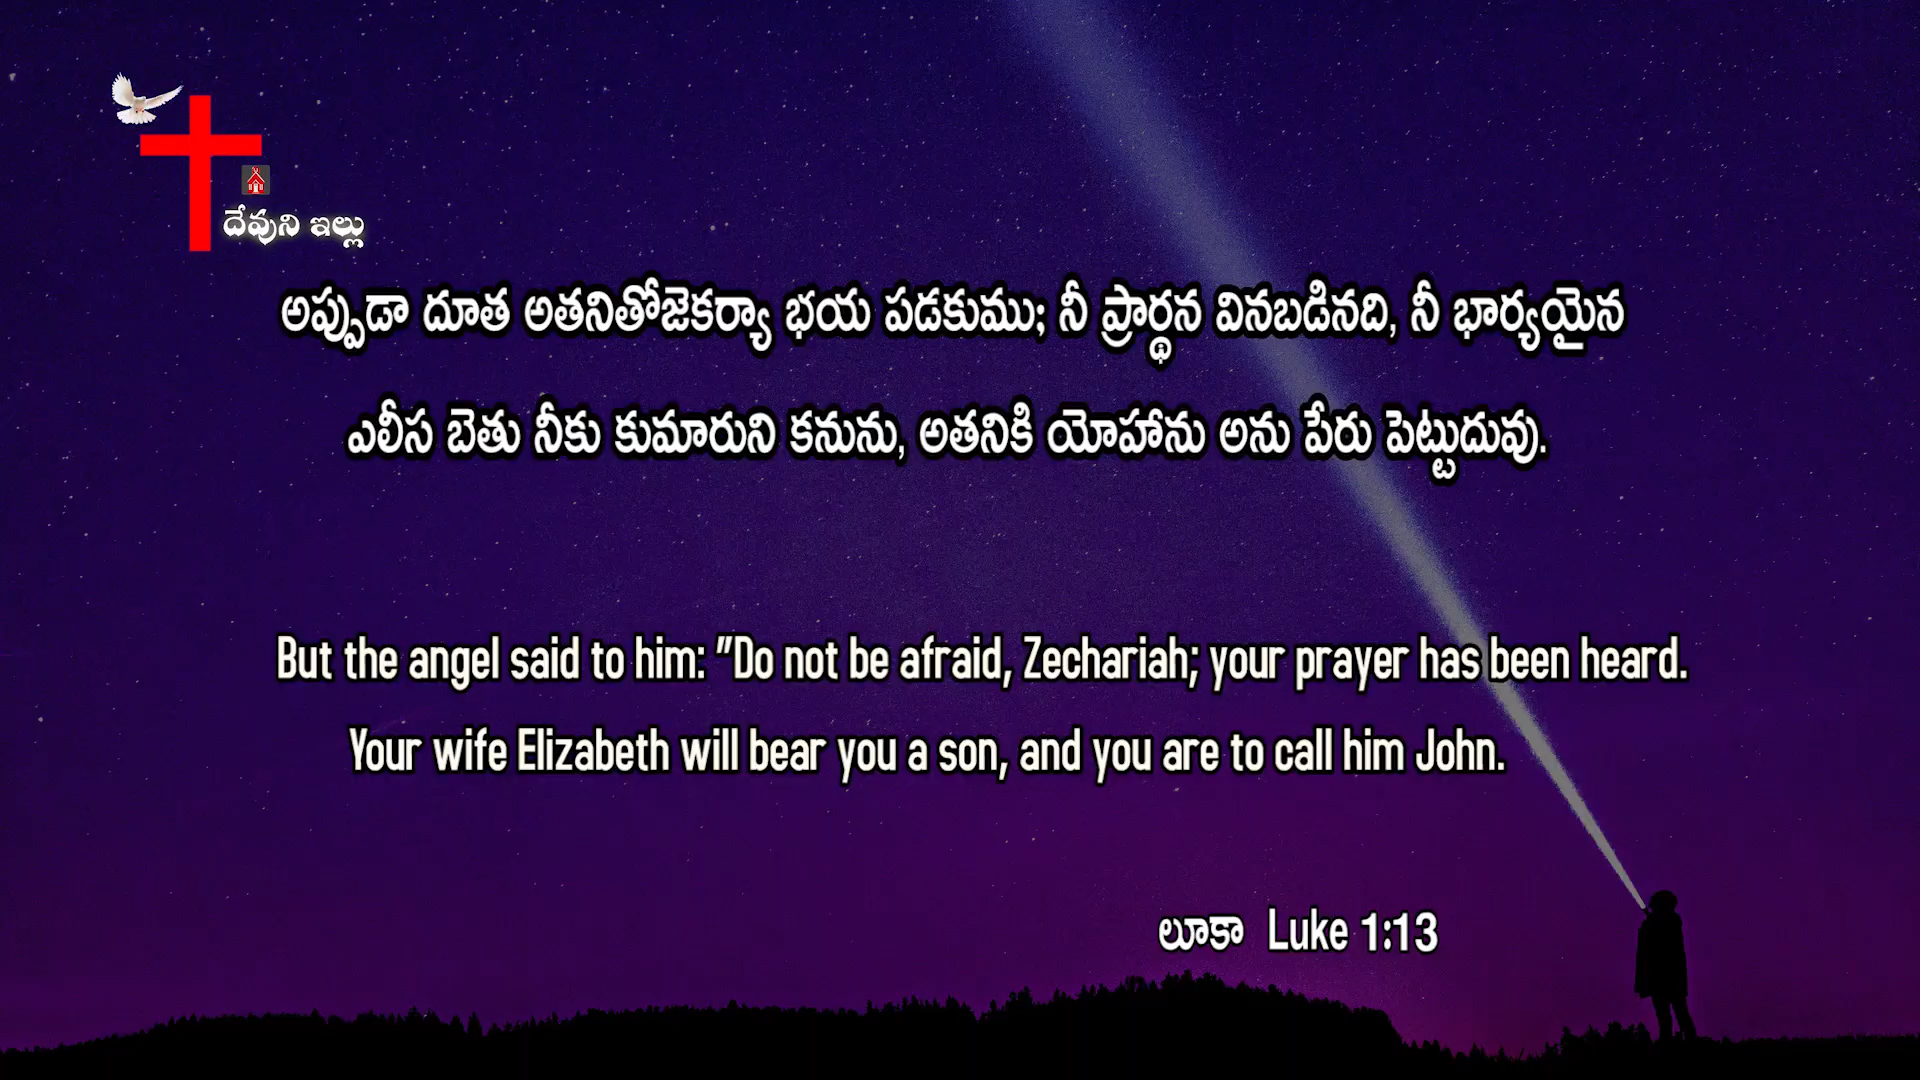 దేవుని ఇల్లు
అప్పుడా దూత అతనితోజెకర్యా భయ పడకుము; నీ ప్రార్థన వినబడినది, నీ భార్యయైన
ఎలీస బెతు నీకు కుమారుని కనును, అతనికి యోహాను అను పేరు పెట్టుదువు.
But the angel said to him: "Do not be afraid, Zechariah; your prayer has been heard.
Your wife Elizabeth will bear you a son, and you are to call him John.
లూకా Luke 1:13